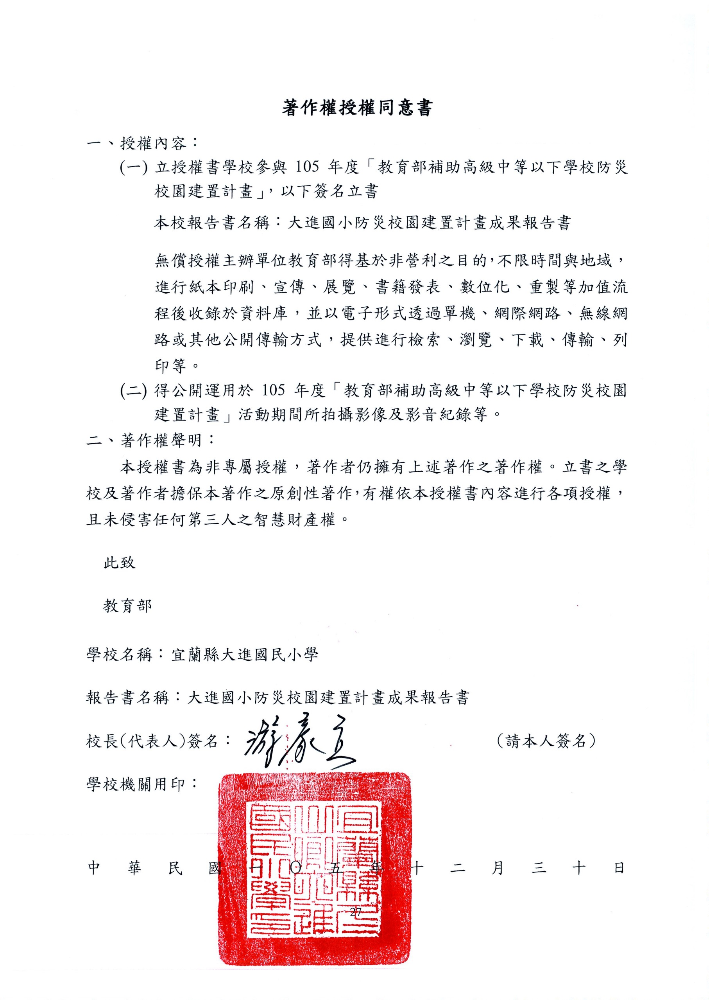 著作權授權同意書
一、授權內容：
(一) 立授權書學校參與 105 年度「教育部補助高級中等以下學校防災
校園建置計畫」，以下簽名立書
本校報告書名稱：大進國小防災校園建置計畫成果報告書
無償授權主辦單位教育部得基於非營利之目的，不限時間與地域，
進行紙本印刷、宣傳、展覽、書籍發表、數位化、重製等加值流
程後收錄於資料庫，並以電子形式透過單機、網際網路、無線網
路或其他公開傳輸方式，提供進行檢索、瀏覽、下載、傳輸、列
印等。
(二) 得公開運用於 105 年度「教育部補助高級中等以下學校防災校園
建置計畫」活動期間所拍攝影像及影音紀錄等。
二、著作權聲明：
本授權書為非專屬授權，著作者仍擁有上述著作之著作權。立書之學
校及著作者擔保本著作之原創性著作，有權依本授權書內容進行各項授權，
且未侵害任何第三人之智慧財產權。
此致
教育部
學校名稱：宜蘭縣大進國民小學
報告書名稱：大進國小防災校園建置計畫成果報告書
校長(代表人)簽名： （請本人簽名）
學校機關用印：
宜蘭縣冬
山鄉大進
國民小學印
中華民國一〇五年十二月三十日
27